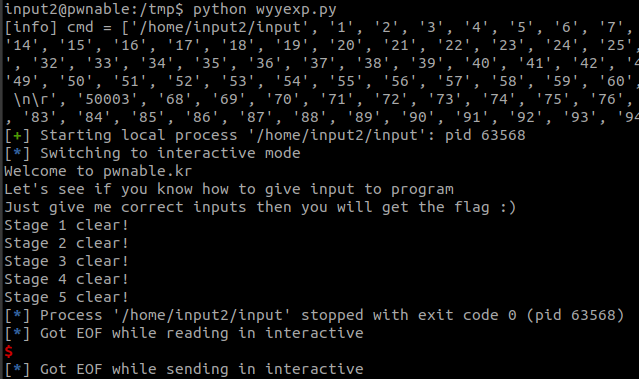 input2@pwnable:/tmp$ python wyyexp.py
[info] cmd = ['/home/input2/input', '1', '2', '3', '4', '5', '6', '7',
'14', '15', '16', '17', '18', '19', '20', '21', '22', '23', '24', '25',
', '32', '33', '34', '35', '36', '37', '38', '39', '40', '41', '42', '4
'49', '50', '51', '52', '53', '54', '55', '56', '57', '58', '59', '60,
 \n\r', '50003', '68', '69', '70', '71', '72', '73', '74', '75', '76',
, '83', '84', '85', '86', '87', '88', '89', '90', '91', '92', '93', '94
[+] Starting local process '/home/input2/input': pid 63568
[*] Switching to interactive mode
Welcome to pwnable.kr
Let's see if you know how to give input to program
Just give me correct inputs then you will get the flag :)
Stage 1 clear!
Stage 2 clear!
Stage 3 clear!
Stage 4 clear!
Stage 5 clear!
[*] Process '/home/input2/input' stopped with exit code 0 (pid 63568)
[*] Got EOF while reading in interactive
$
[*] Got EOF while sending in interactive